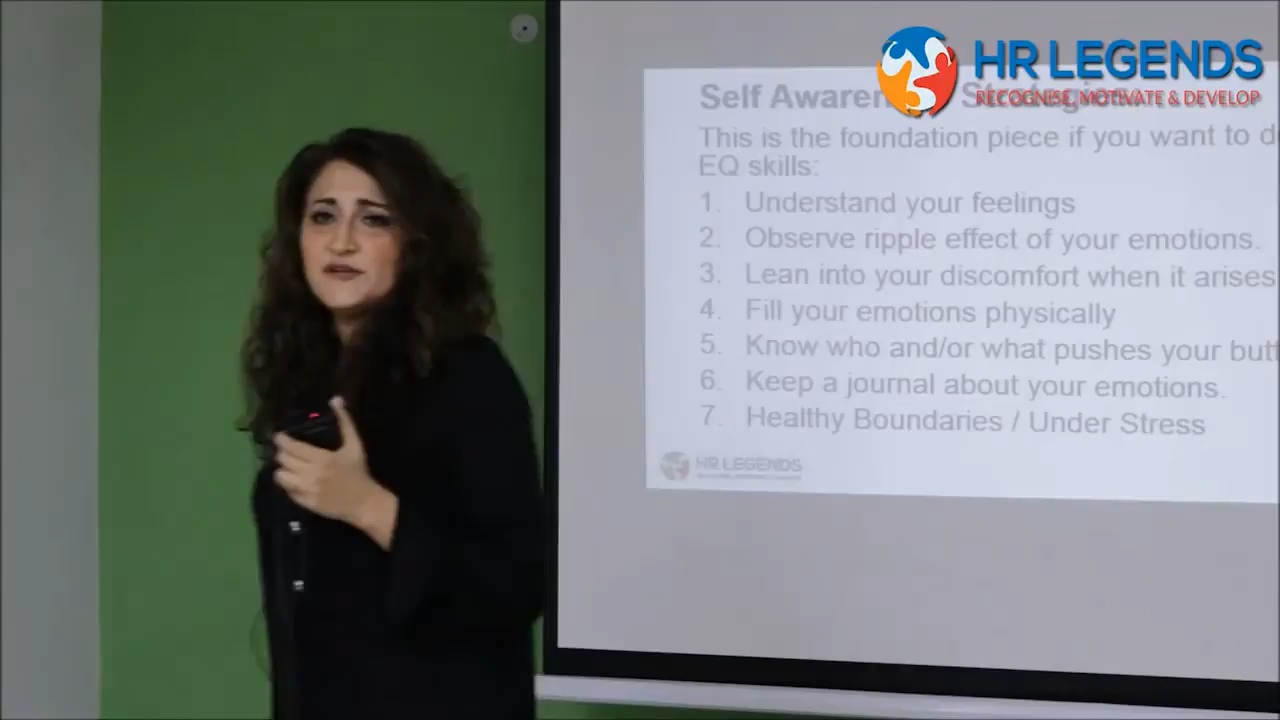 HR LEGENDS
RECOGNISE, MOTIVATE & DEVELOP
Self Awaren
This is the foundation piece if you want to d
EQ skills:
1. Understand your feelings
2. Observe ripple effect of your emotions.
3. Lean into your discomfort when it arises
4. Fill your emotions physically
5. Know who and/or what pushes your butt
6. Keep a journal about your emotions.
7. Healthy Boundaries / Under Stress
HR LEGENDS